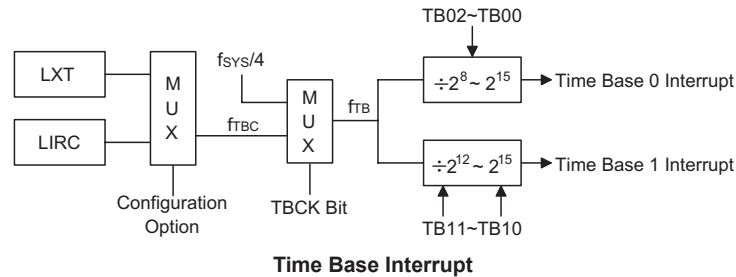 TB02~TB00
LXT
LIRC
M
U
X
fSYS/4
fTBC
M
U
X
fTB
÷2^8 ~ 2^15
Time Base 0 Interrupt
÷2^12 ~ 2^15
Time Base 1 Interrupt
Configuration
Option
TBCK Bit
TB11~TB10
Time Base Interrupt